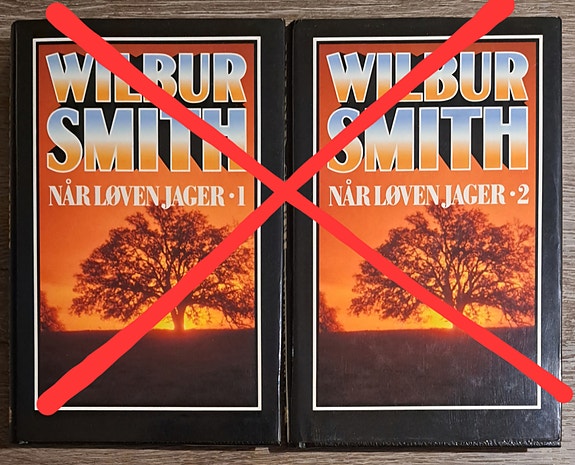 WILBUR
SMITH
NÅR LØVEN JAGER · 1
WILBUR
SMITH
NÅR LØVEN JAGER · 2